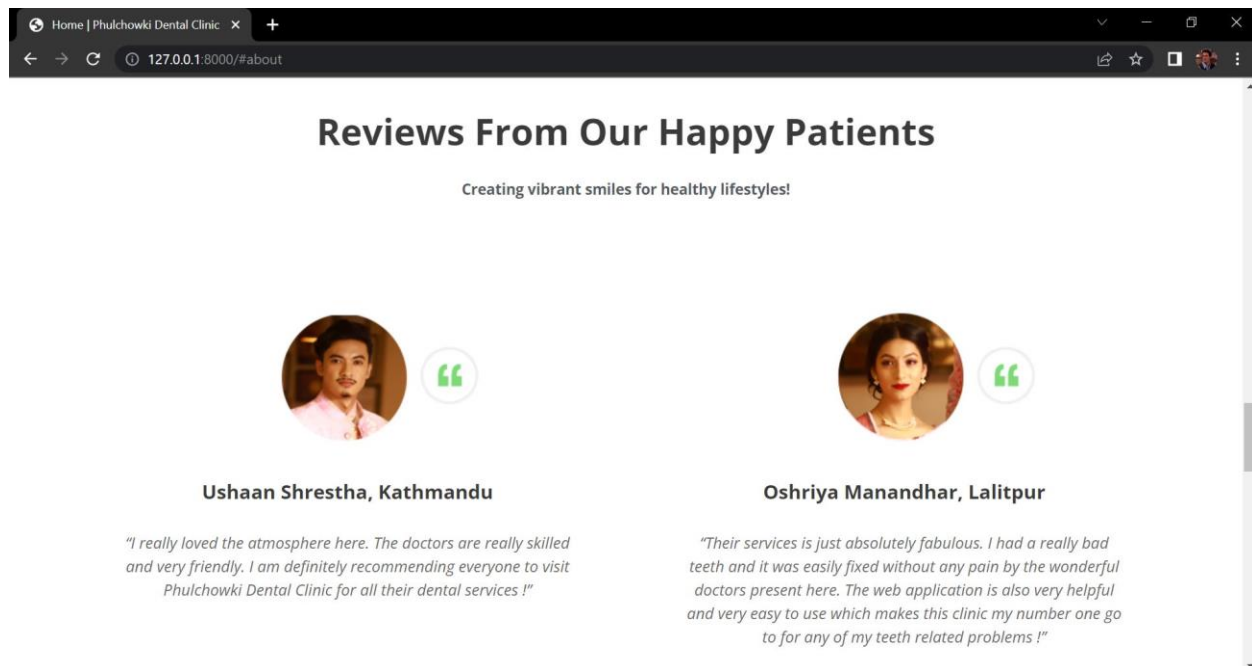 Home | Phulchowki Dental Clinic
127.0.0.1:8000/#about
Reviews From Our Happy Patients
Creating vibrant smiles for healthy lifestyles!
Ushaan Shrestha, Kathmandu
“I really loved the atmosphere here. The doctors are really skilled
and very friendly. I am definitely recommending everyone to visit
Phulchowki Dental Clinic for all their dental services !”
Oshriya Manandhar, Lalitpur
“Their services is just absolutely fabulous. I had a really bad
teeth and it was easily fixed without any pain by the wonderful
doctors present here. The web application is also very helpful
and very easy to use which makes this clinic my number one go
to for any of my teeth related problems !”